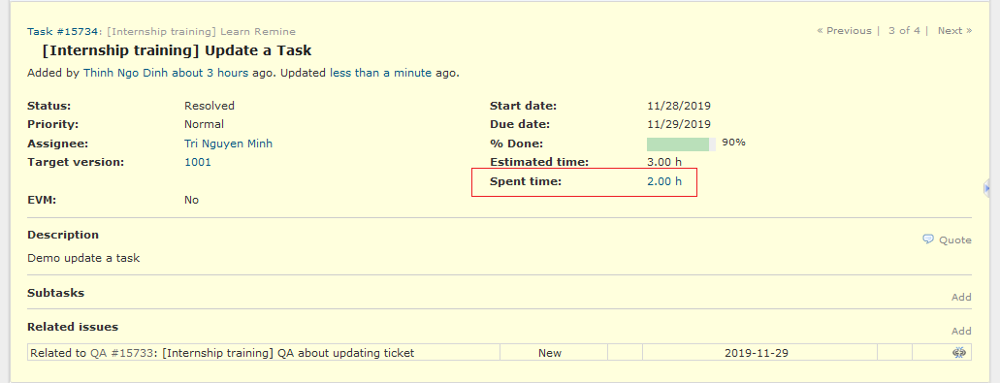 Task #15734: [Internship training] Learn Remine
« Previous | 3 of 4 | Next »
[Internship training] Update a Task
Added by Thinh Ngo Dinh about 3 hours ago. Updated less than a minute ago.
Status: Resolved Start date: 11/28/2019
Priority: Normal Due date: 11/29/2019
Assignee: Tri Nguyen Minh % Done: 90%
Target version: 1001 Estimated time: 3.00 h
Spent time: 2.00 h
EVM: No
Description
Quote
Demo update a task
Subtasks
Add
Related issues
Add
Related to QA #15733: [Internship training] QA about updating ticket New 2019-11-29